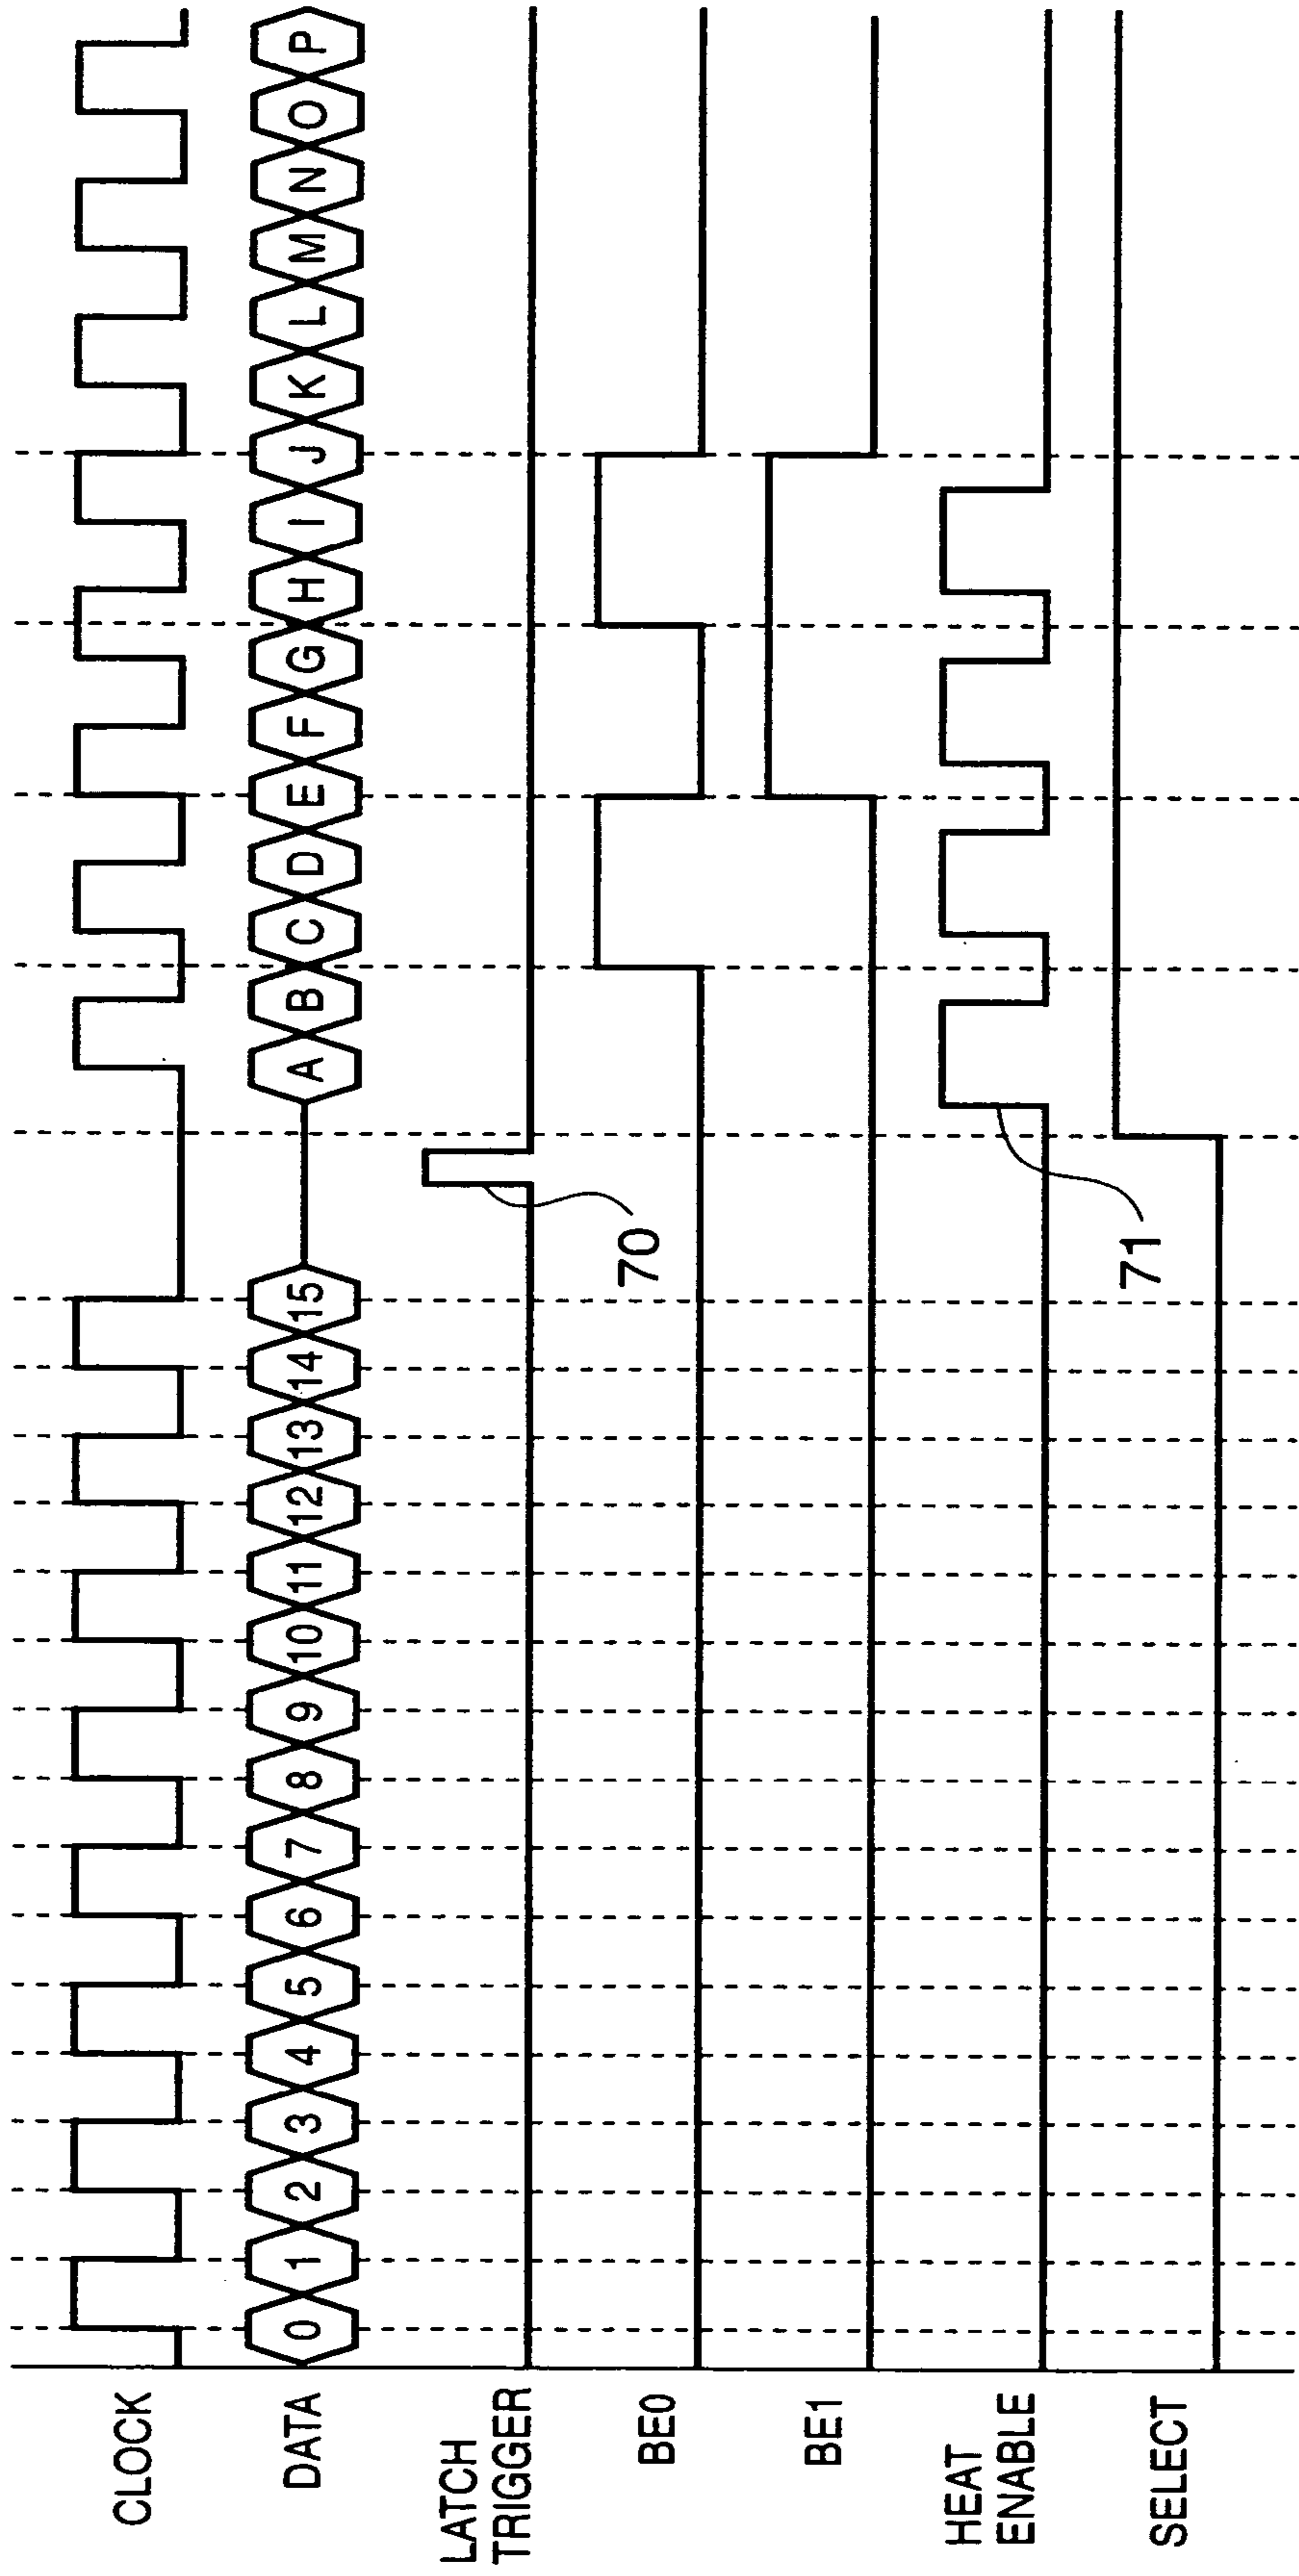 CLOCK
DATA
0 1 2 3 4 5 6 7 8 9 10 11 12 13 14 15 A B C D E F G H I J K L M N O P
LATCH
TRIGGER
70
BE0
BE1
HEAT
ENABLE
71
SELECT